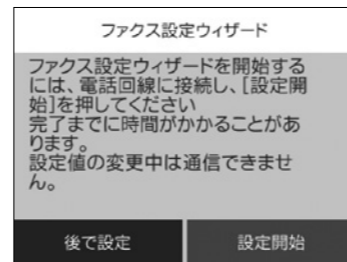 ファクス設定ウィザード
ファクス設定ウィザードを開始する
には、電話回線に接続し、[設定開
始]を押してください
完了までに時間がかかることがあ
ります。
設定値の変更中は通信できませ
ん。
後で設定
設定開始